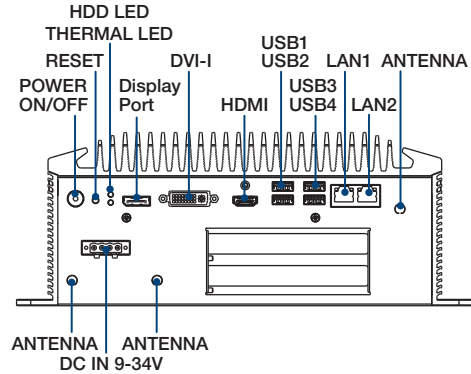 HDD LED
THERMAL LED
RESET
POWER
ON/OFF
Display
Port
DVI-I
HDMI
USB1
USB2
USB3
USB4
LAN1
LAN2
ANTENNA
ANTENNA
ANTENNA
DC IN 9-34V